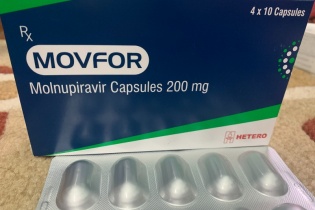 4 x 10 Capsules
Rx
MOVFOR
Molnupiravir Capsules 200 mg
HETERO